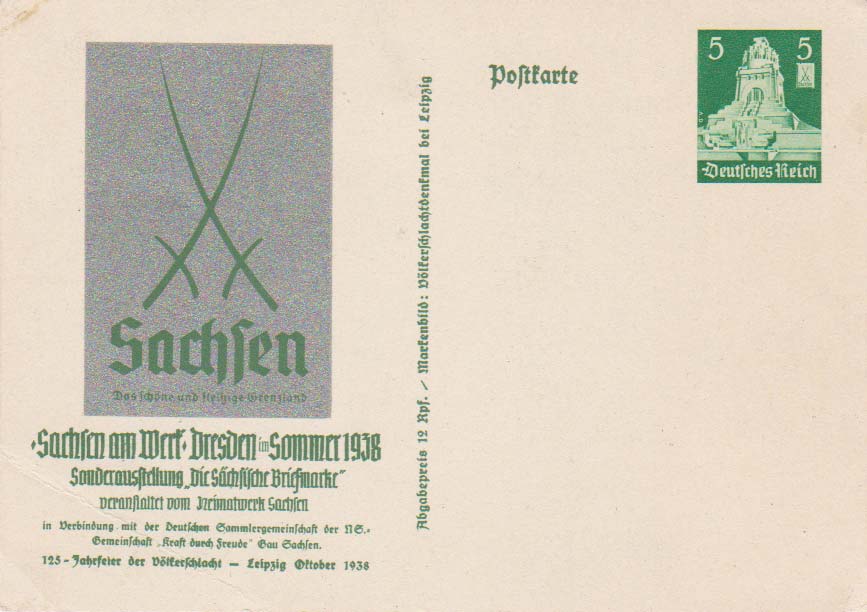 Sachsen
Das schöne und fleißige Grenzland
·Sachsen am Werk· Dresden im Sommer 1938
Sonderausstellung „Die Sächsische Briefmarke“
veranstaltet vom Heimatwerk Sachsen
in Verbindung mit der Deutschen Sammlergemeinschaft der NS.-
Gemeinschaft „Kraft durch Freude“ Gau Sachsen.
125-Jahrfeier der Völkerschlacht — Leipzig Oktober 1938
Abgabepreis 12 Rpf. / Markenbild: Völkerschlachtdenkmal bei Leipzig
Postkarte
5 5
Deutsches Reich